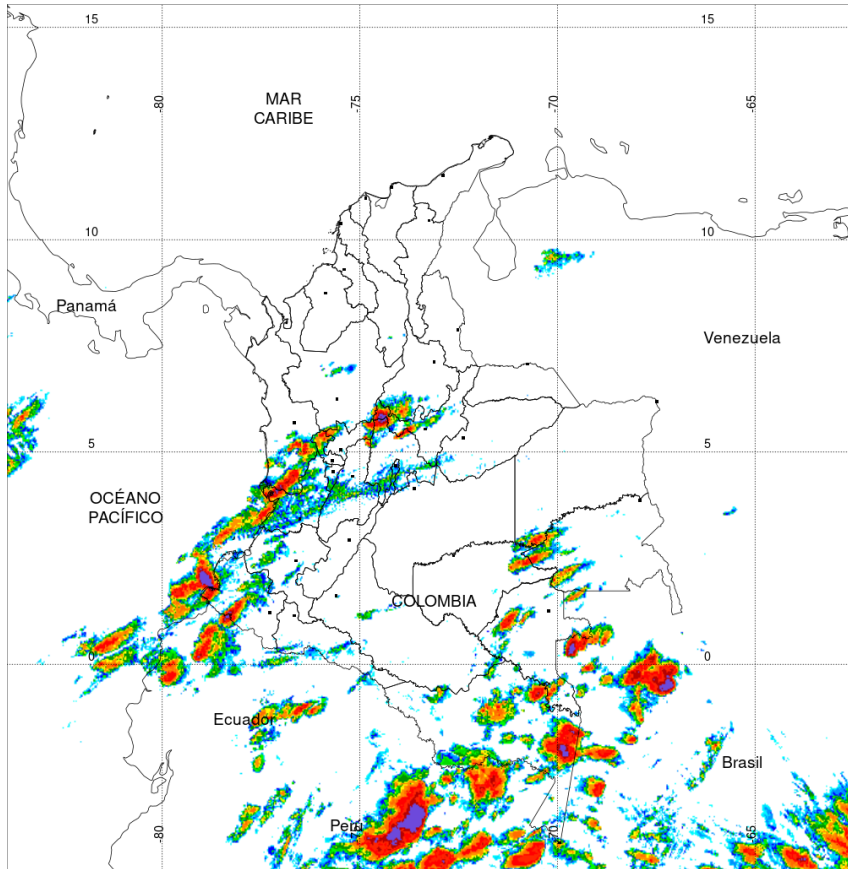 15
15
-80
-75
-70
-65
MAR
CARIBE
10
10
Panamá
Venezuela
5
5
OCÉANO
PACÍFICO
COLOMBIA
0
0
Ecuador
Brasil
Perú
-80
-70
-65